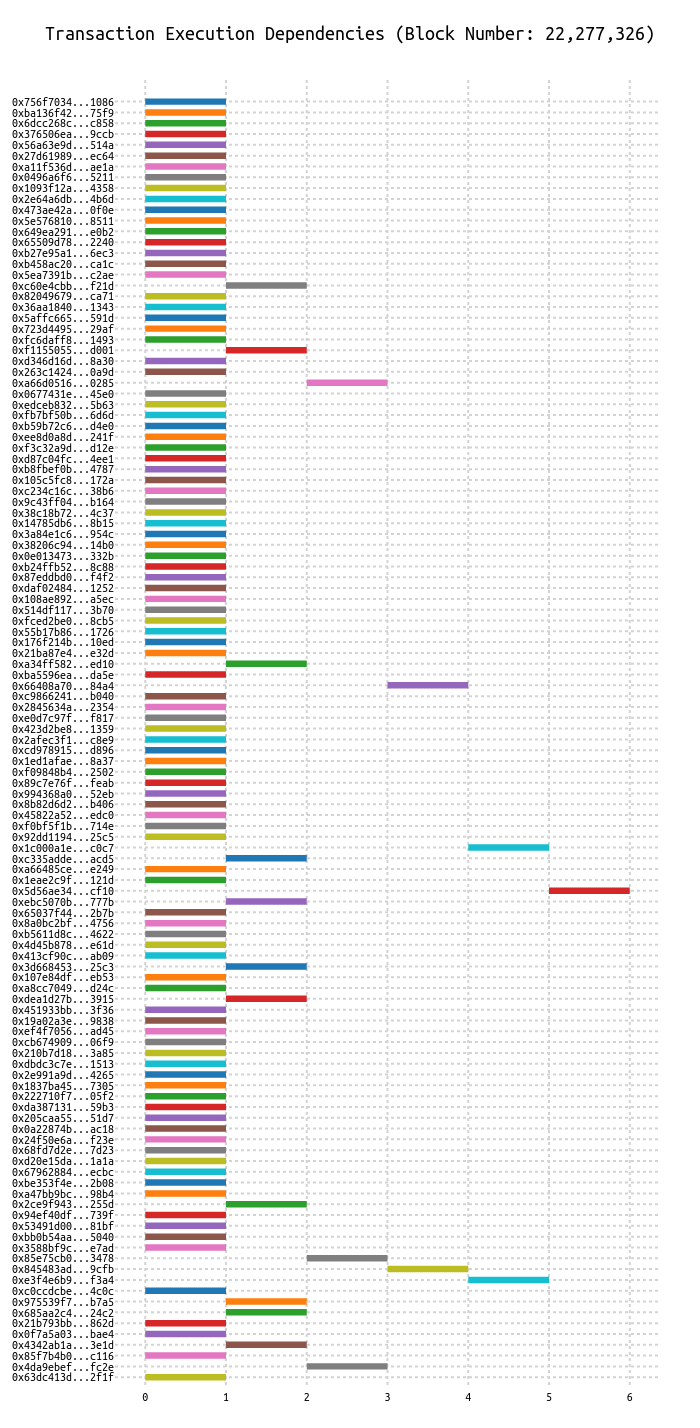 Transaction Execution Dependencies (Block Number: 22,277,326)
0x756f7034...1086
0xba136f42...75f9
0x6dcc268c...c858
0x376506ea...9ccb
0x56a63e9d...514a
0x27d61989...ec64
0xa11f536d...ae1a
0x0496a6f6...5211
0x1093f12a...4358
0x2e64a6db...4b6d
0x473ae42a...0f0e
0x5e576810...8511
0x649ea291...e0b2
0x65509d78...2240
0xb27e95a1...6ec3
0xb458ac20...ca1c
0x5ea7391b...c2ae
0xc60e4cbb...f21d
0x82049679...ca71
0x36aa1840...1343
0x5affc665...591d
0x723d4495...29af
0xfc6daff8...1493
0xf1155055...d001
0xd346d16d...8a30
0x263c1424...0a9d
0xa66d0516...0285
0x0677431e...45e0
0xedceb832...5b63
0xfb7bf50b...6d6d
0xb59b72c6...d4e0
0xee8d0a8d...241f
0xf3c32a9d...d12e
0xd87c04fc...4ee1
0xb8fbef0b...4787
0x105c5fc8...172a
0xc234c16c...38b6
0x9c43ff04...b164
0x38c18b72...4c37
0x14785db6...8b15
0x3a84e1c6...954c
0x38206c94...14b0
0x0e013473...332b
0xb24ffb52...8c88
0x87eddbd0...f4f2
0xdaf02484...1252
0x108ae892...a5ec
0x514df117...3b70
0xfced2be0...8cb5
0x55b17b86...1726
0x176f214b...10ed
0x21ba87e4...e32d
0xa34ff582...ed10
0xba5596ea...da5e
0x66408a70...84a4
0xc9866241...b040
0x2845634a...2354
0xe0d7c97f...f817
0x423d2be8...1359
0x2afec3f1...c8e9
0xcd978915...d896
0x1ed1afae...8a37
0xf09848b4...2502
0x89c7e76f...feab
0x994368a0...52eb
0x8b82d6d2...b406
0x45822a52...edc0
0xf0bf5f1b...714e
0x92dd1194...25c5
0x1c000a1e...c0c7
0xc335adde...acd5
0xa66485ce...e249
0x1eae2c9f...121d
0x5d56ae34...cf10
0xebc5070b...777b
0x65037f44...2b7b
0x8a0bc2bf...4756
0xb5611d8c...4622
0x4d45b878...e61d
0x413cf90c...ab09
0x3d668453...25c3
0x107e84df...eb53
0xa8cc7049...d24c
0xdea1d27b...3915
0x451933bb...3f36
0x19a02a3e...9838
0xef4f7056...ad45
0xcb674909...06f9
0x210b7d18...3a85
0xdbdc3c7e...1513
0x2e991a9d...4265
0x1837ba45...7305
0x222710f7...05f2
0xda387131...59b3
0x205caa55...51d7
0x0a22874b...ac18
0x24f50e6a...f23e
0x68fd7d2e...7d23
0xd20e15da...1a1a
0x67962884...ecbc
0xbe353f4e...2b08
0xa47bb9bc...98b4
0x2ce9f943...255d
0x94ef40df...739f
0x53491d00...81bf
0xbb0b54aa...5040
0x3588bf9c...e7ad
0x85e75cb0...3478
0x845483ad...9cfb
0xe3f4e6b9...f3a4
0xc0ccdcbe...4c0c
0x975539f7...b7a5
0x685aa2c4...24c2
0x21b793bb...862d
0x0f7a5a03...bae4
0x4342ab1a...3e1d
0x85f7b4b0...c116
0x4da9ebef...fc2e
0x63dc413d...2f1f
0 1 2 3 4 5 6